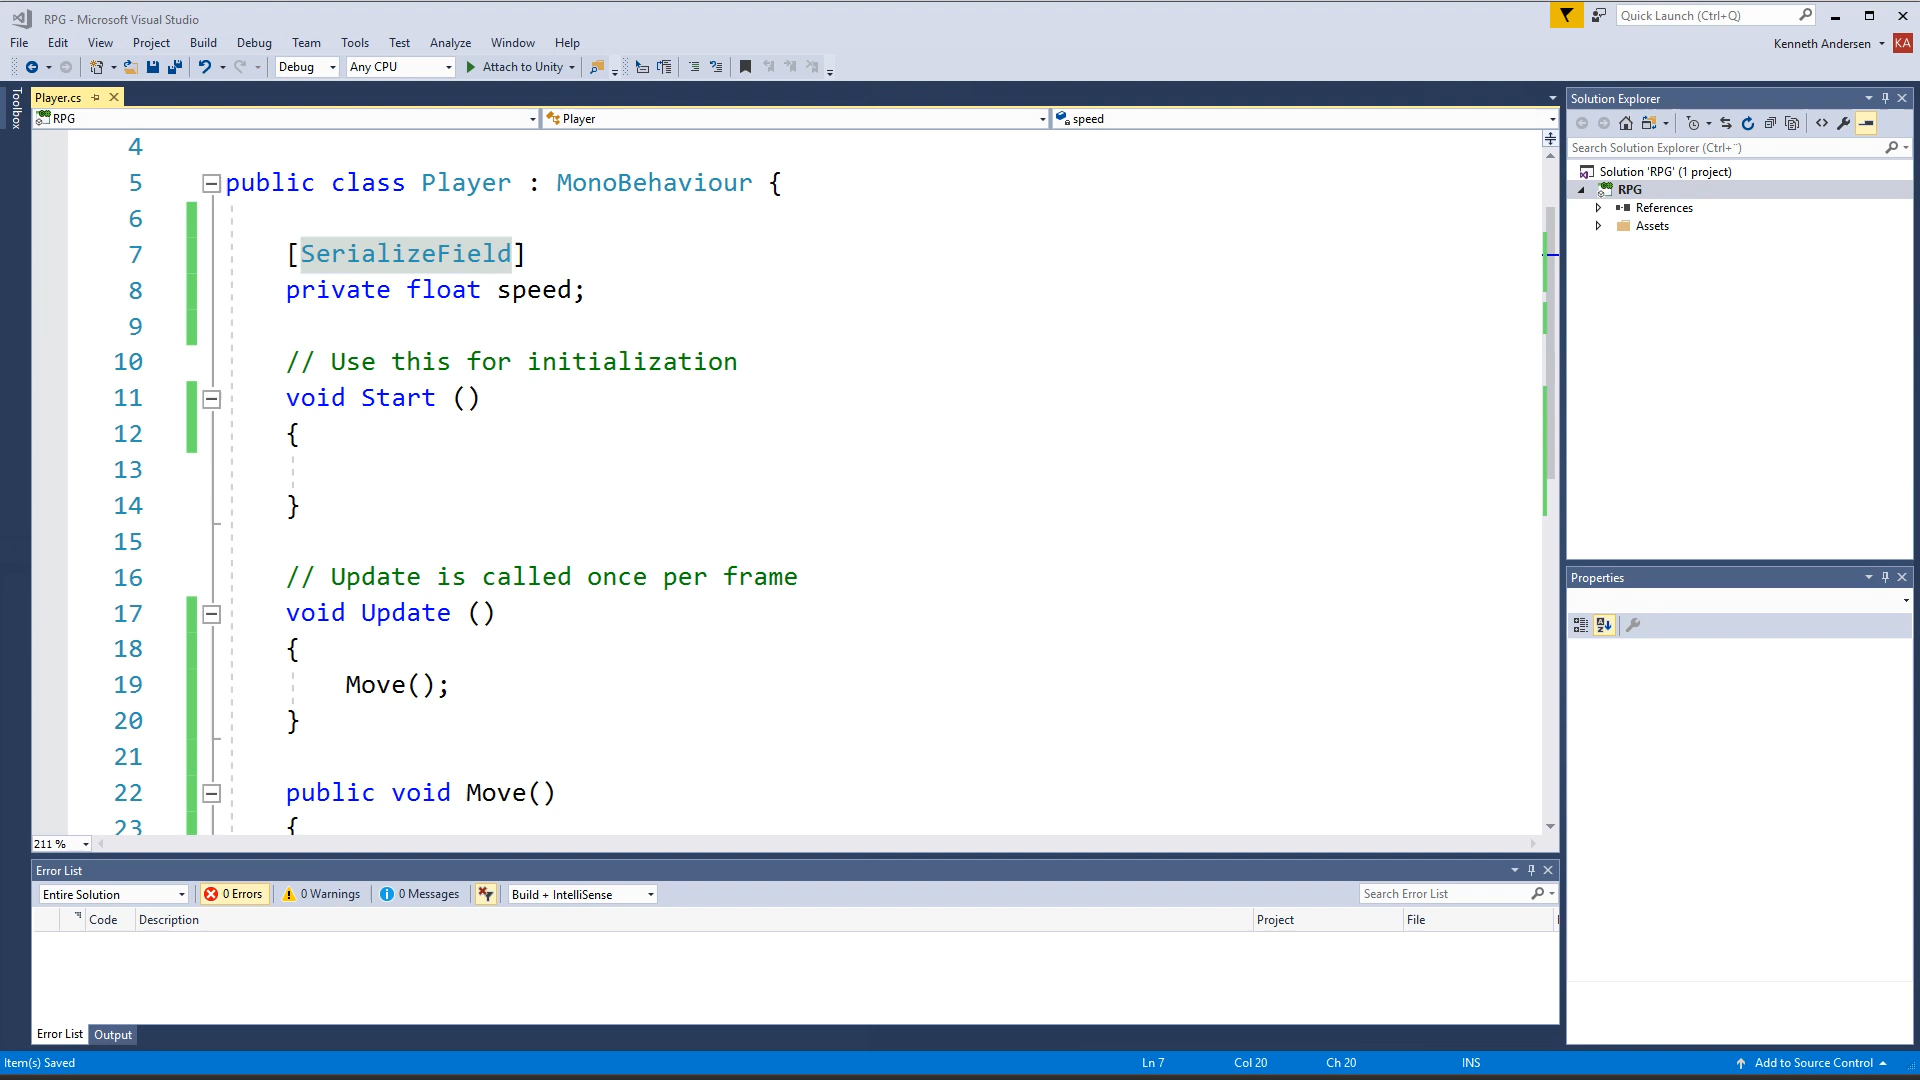 RPG - Microsoft Visual Studio
Quick Launch (Ctrl+Q)
File Edit View Project Build Debug Team Tools Test Analyze Window Help
Kenneth Andersen KA
Debug Any CPU Attach to Unity
Toolbox
Player.cs
RPG Player speed
4
5 public class Player : MonoBehaviour {
6
7 [SerializeField]
8 private float speed;
9
10 // Use this for initialization
11 void Start ()
12 {
13
14 }
15
16 // Update is called once per frame
17 void Update ()
18 {
19 Move();
20 }
21
22 public void Move()
23 {
211 %
Solution Explorer
Search Solution Explorer (Ctrl+¨)
Solution 'RPG' (1 project)
RPG
References
Assets
Properties
Error List
Entire Solution 0 Errors 0 Warnings 0 Messages Build + IntelliSense Search Error List
Code Description Project File
Error List Output
Item(s) Saved Ln 7 Col 20 Ch 20 INS Add to Source Control